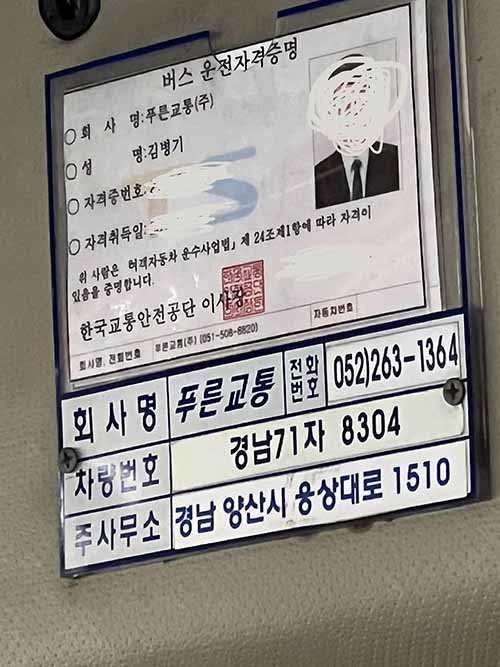 버스 운전자격증명
○ 회 사 명:푸른교통(주)
○ 성 명:김병기
○ 자격증번호:
○ 자격취득일:
위 사람은 「여객자동차 운수사업법」 제 24조제1항에 따라 자격이
있음을 증명합니다.
한국교통안전공단 이사장
회사명, 전화번호 푸른교통(주) (051-508-6820) 자동차번호
회사명 푸른교통 전화번호 052)263-1364
차량번호 경남71자 8304
주사무소 경남 양산시 웅상대로 1510